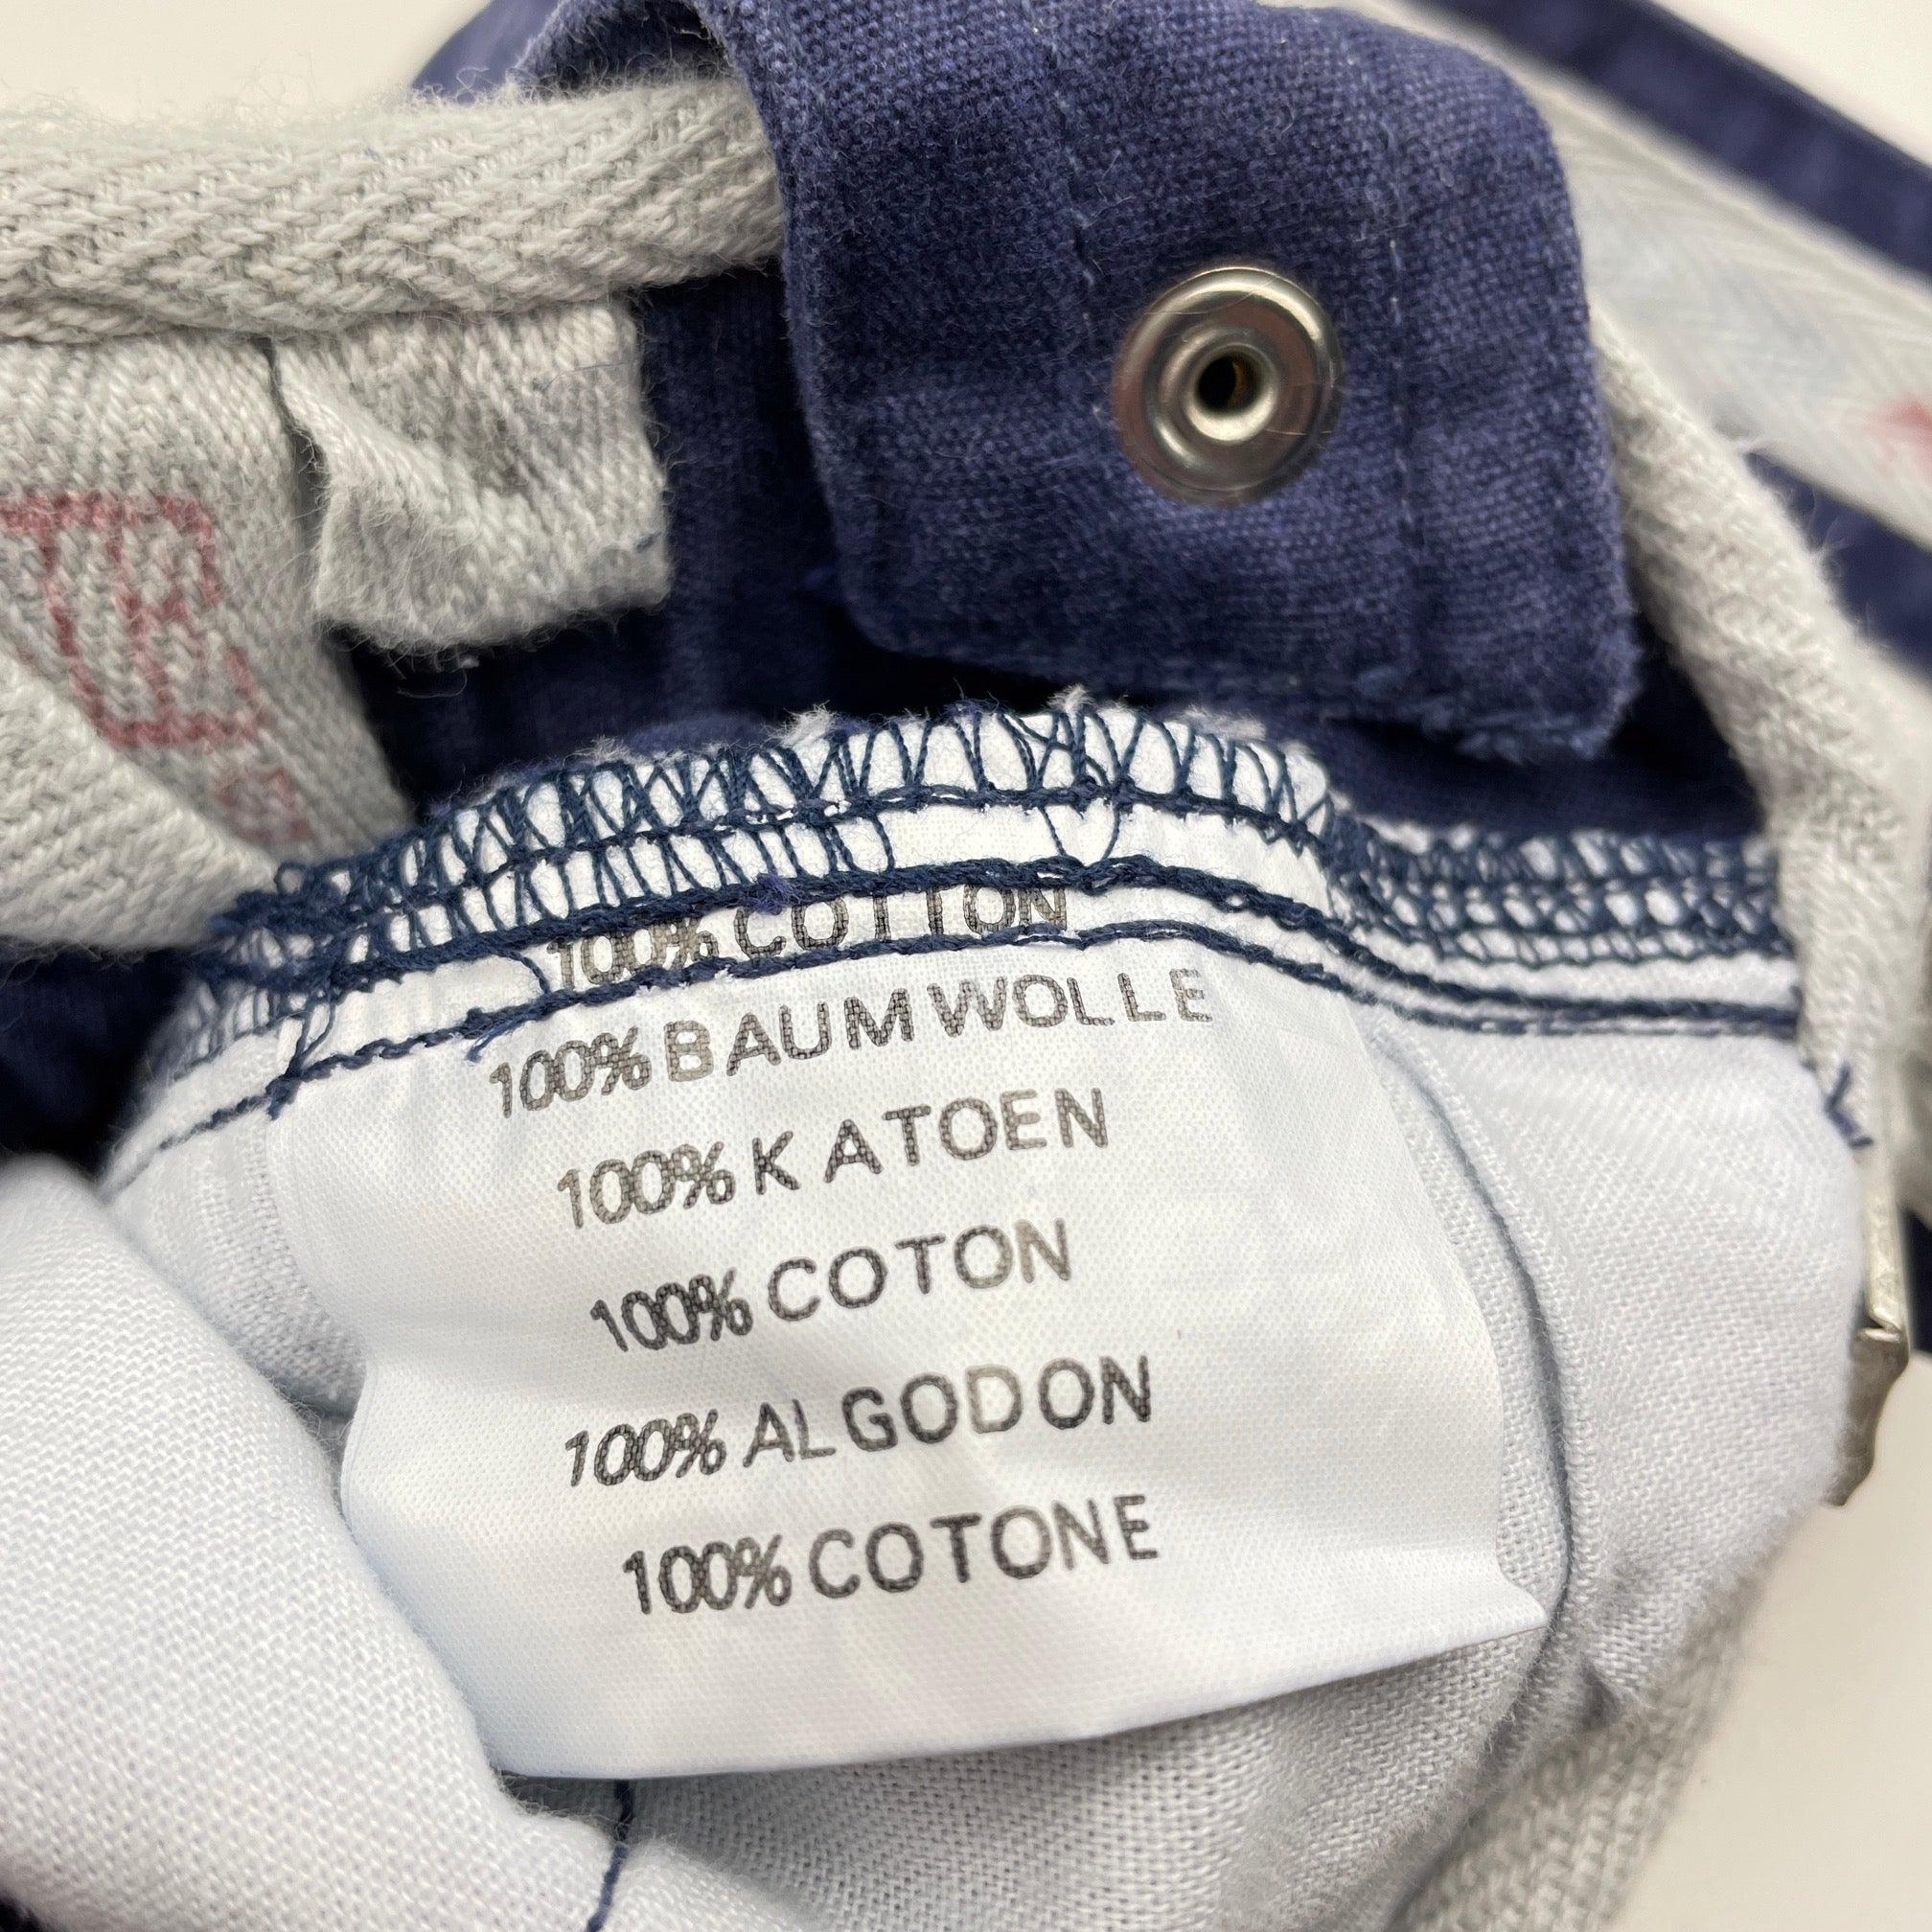 100% COTTON
100% BAUMWOLLE
100% KATOEN
100% COTON
100% ALGODON
100% COTONE